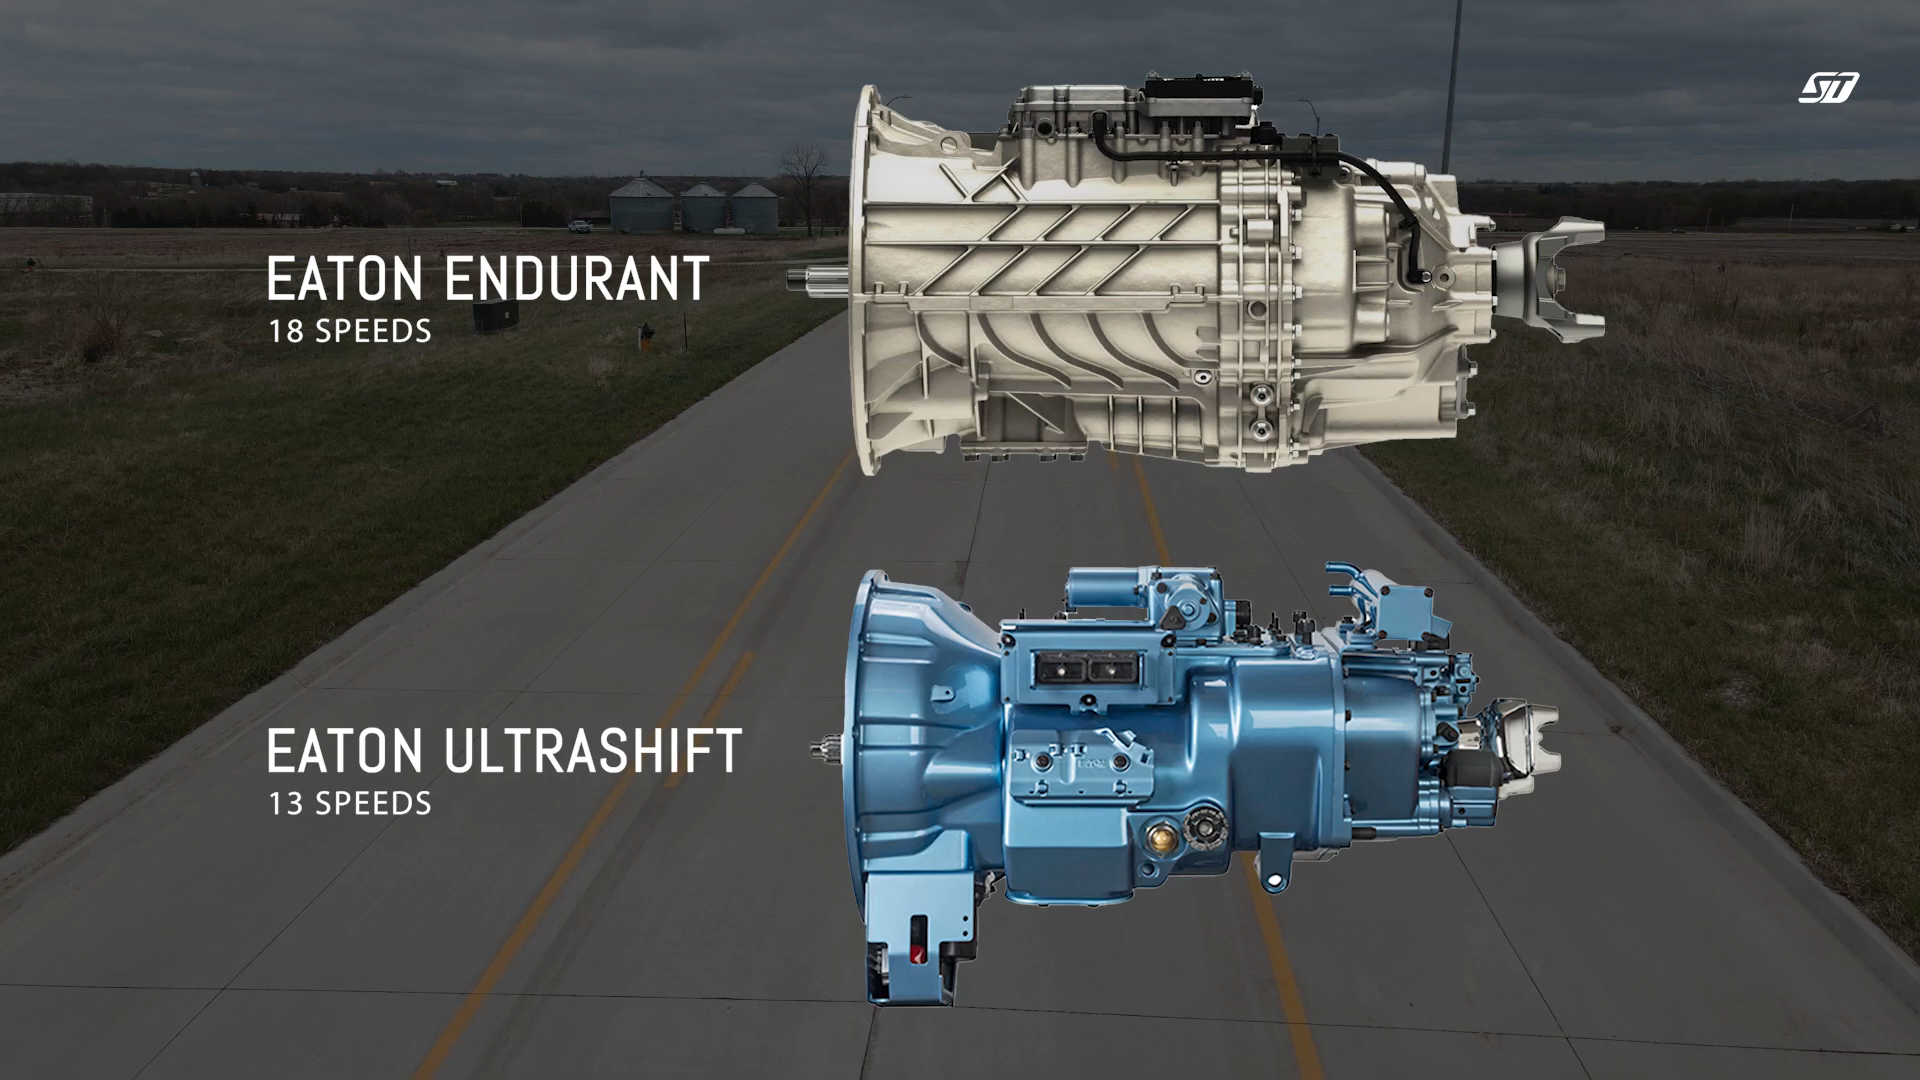 EATON ENDURANT
18 SPEEDS
EATON ULTRASHIFT
13 SPEEDS